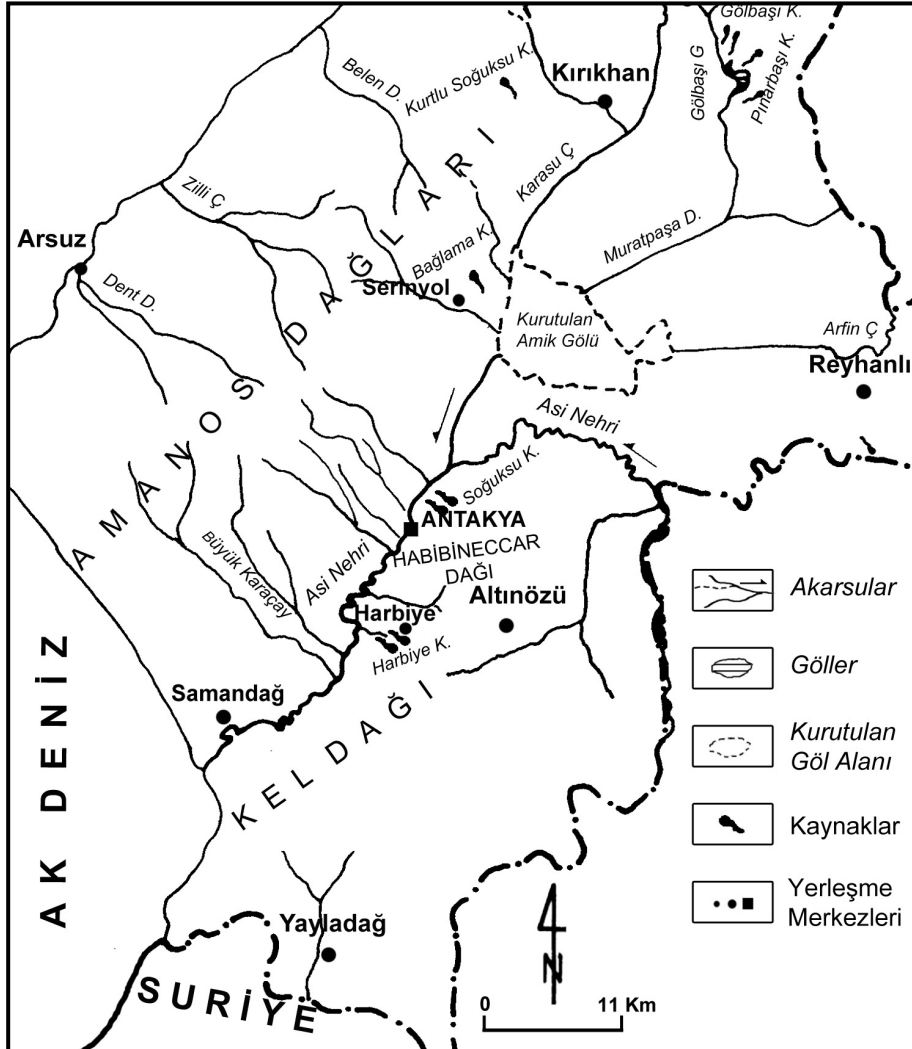 Gölbaşı K.
Belen D.
Kurtlu Soğuksu K.
Kırıkhan
Gölbaşı G
Pınarbaşı K.
Zilli Ç
Karasu Ç
Arsuz
Dent D.
Bağlama K.
Serinyol
Muratpaşa D.
Kurutulan
Amik Gölü
Arfin Ç
Reyhanlı
AMANOS DAĞLARI
Asi Nehri
Soğuksu K.
ANTAKYA
HABİBİNECCAR
DAĞI
Büyük Karaçay
Asi Nehri
Altınözü
Harbiye
Harbiye K.
Samandağ
KELDAĞI
AK DENİZ
Yayladağ
SURİYE
Akarsular
Göller
Kurutulan
Göl Alanı
Kaynaklar
Yerleşme
Merkezleri
N
0 11 Km